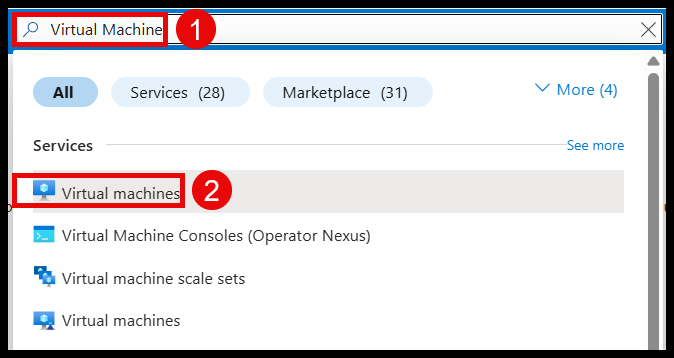 Virtual Machine 1
All Services (28) Marketplace (31) More (4)
Services See more
Virtual machines 2
Virtual Machine Consoles (Operator Nexus)
Virtual machine scale sets
Virtual machines